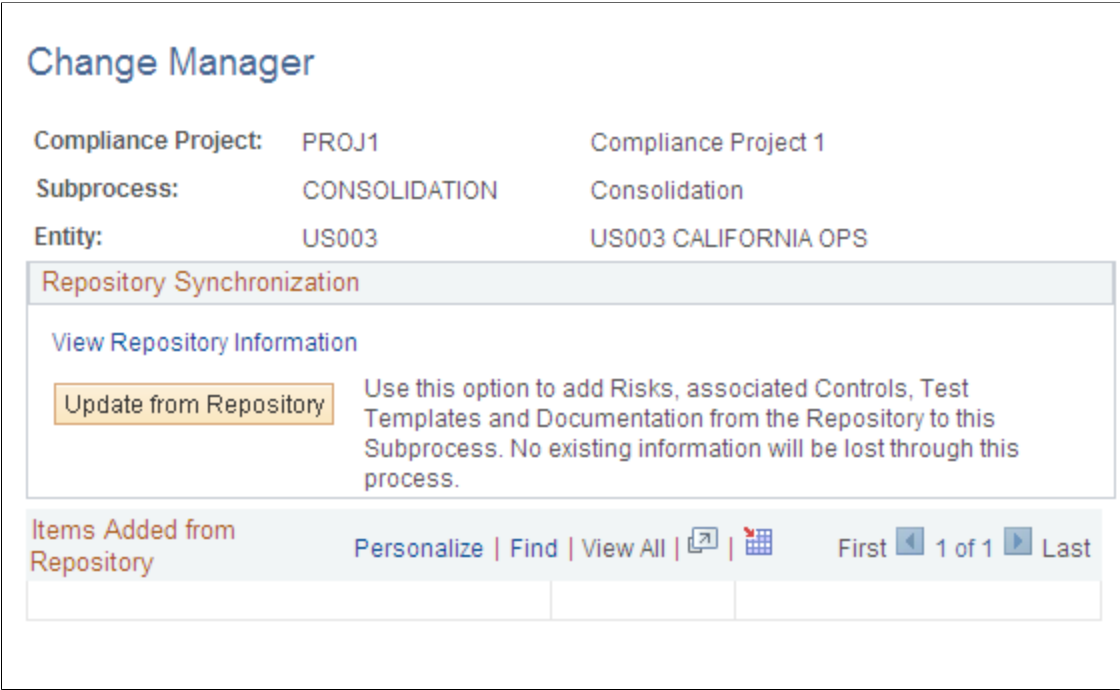 Change Manager
Compliance Project: PROJ1 Compliance Project 1
Subprocess: CONSOLIDATION Consolidation
Entity: US003 US003 CALIFORNIA OPS
Repository Synchronization
View Repository Information
Update from Repository
Use this option to add Risks, associated Controls, Test
Templates and Documentation from the Repository to this
Subprocess. No existing information will be lost through this
process.
Items Added from
Repository
Personalize | Find | View All | | First 1 of 1 Last